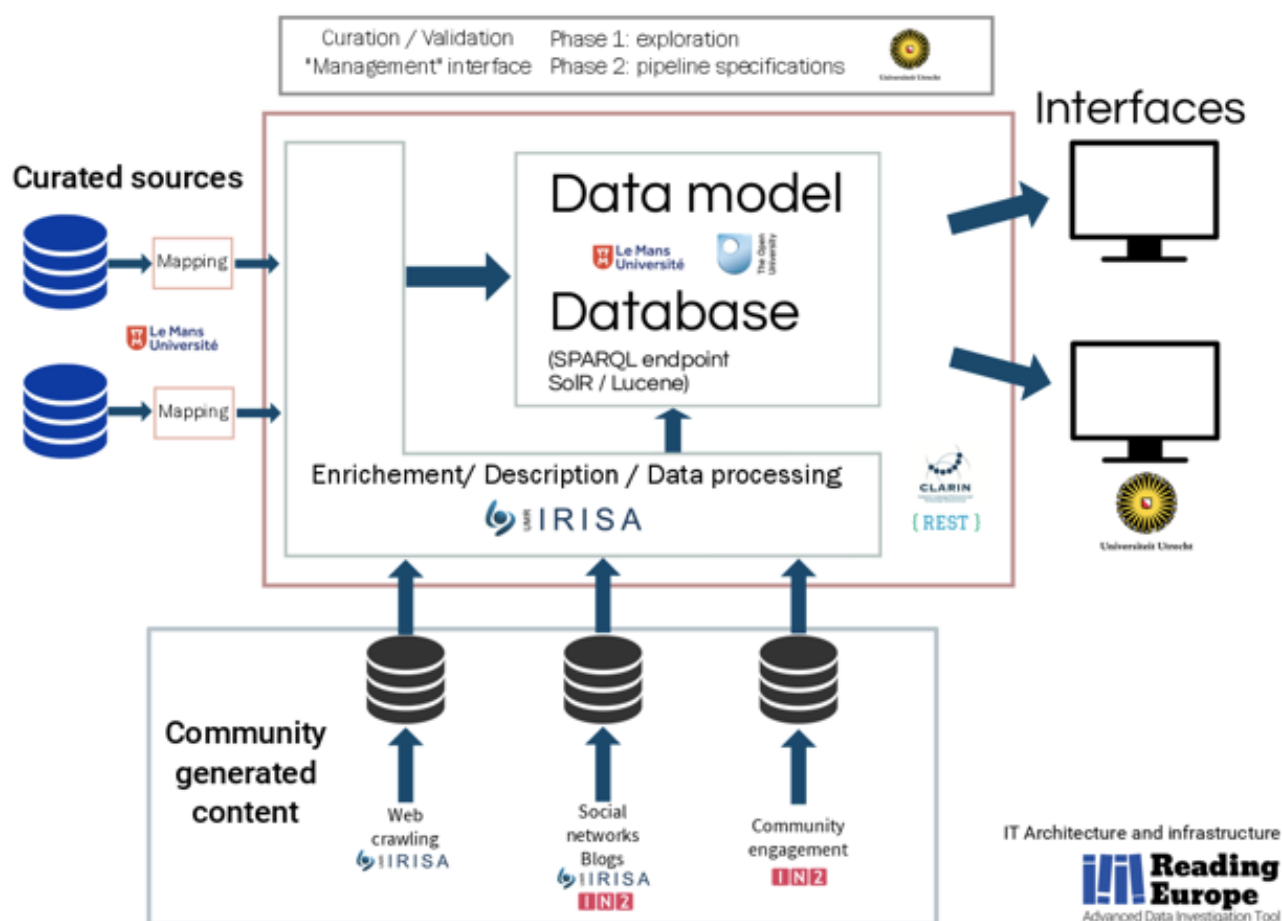 Curation / Validation
"Management" interface
Phase 1: exploration
Phase 2: pipeline specifications
Universiteit Utrecht
Interfaces
Curated sources
Mapping
Le Mans
Université
Mapping
Data model
Le Mans
Université
The Open
University
Database
(SPARQL endpoint
SolR / Lucene)
Enrichement/ Description / Data processing
UMR IRISA
CLARIN
{ REST }
Universiteit Utrecht
Community
generated
content
Web
crawling
IRISA
Social
networks
Blogs
IRISA
IN2
Community
engagement
IN2
IT Architecture and infrastructure
Reading
Europe
Advanced Data Investigation Tool